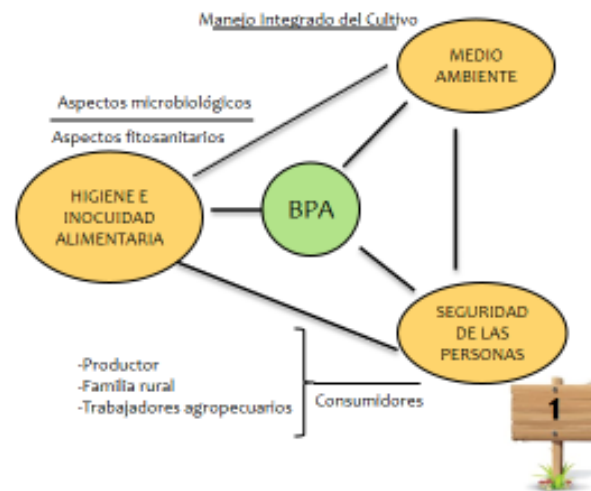 Manejo Integrado del Cultivo
MEDIO
AMBIENTE
Aspectos microbiológicos
Aspectos fitosanitarios
HIGIENE E
INOCUIDAD
ALIMENTARIA
BPA
SEGURIDAD
DE LAS
PERSONAS
-Productor
-Familia rural
-Trabajadores agropecuarios
Consumidores
1